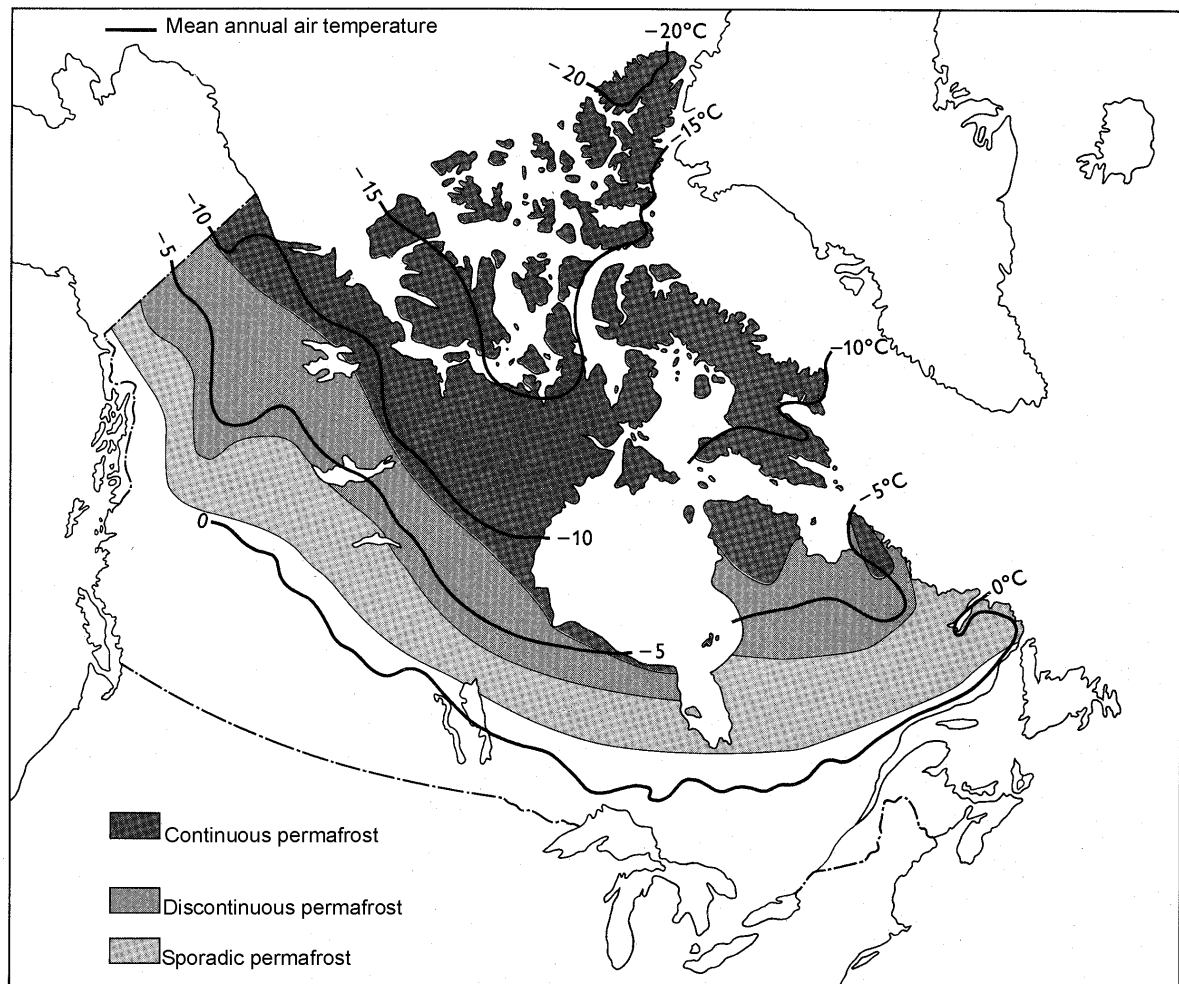 Mean annual air temperature
−20°C
−20
−15°C
−15
−10
−5
−10°C
−5°C
0
−10
0°C
−5
Continuous permafrost
Discontinuous permafrost
Sporadic permafrost